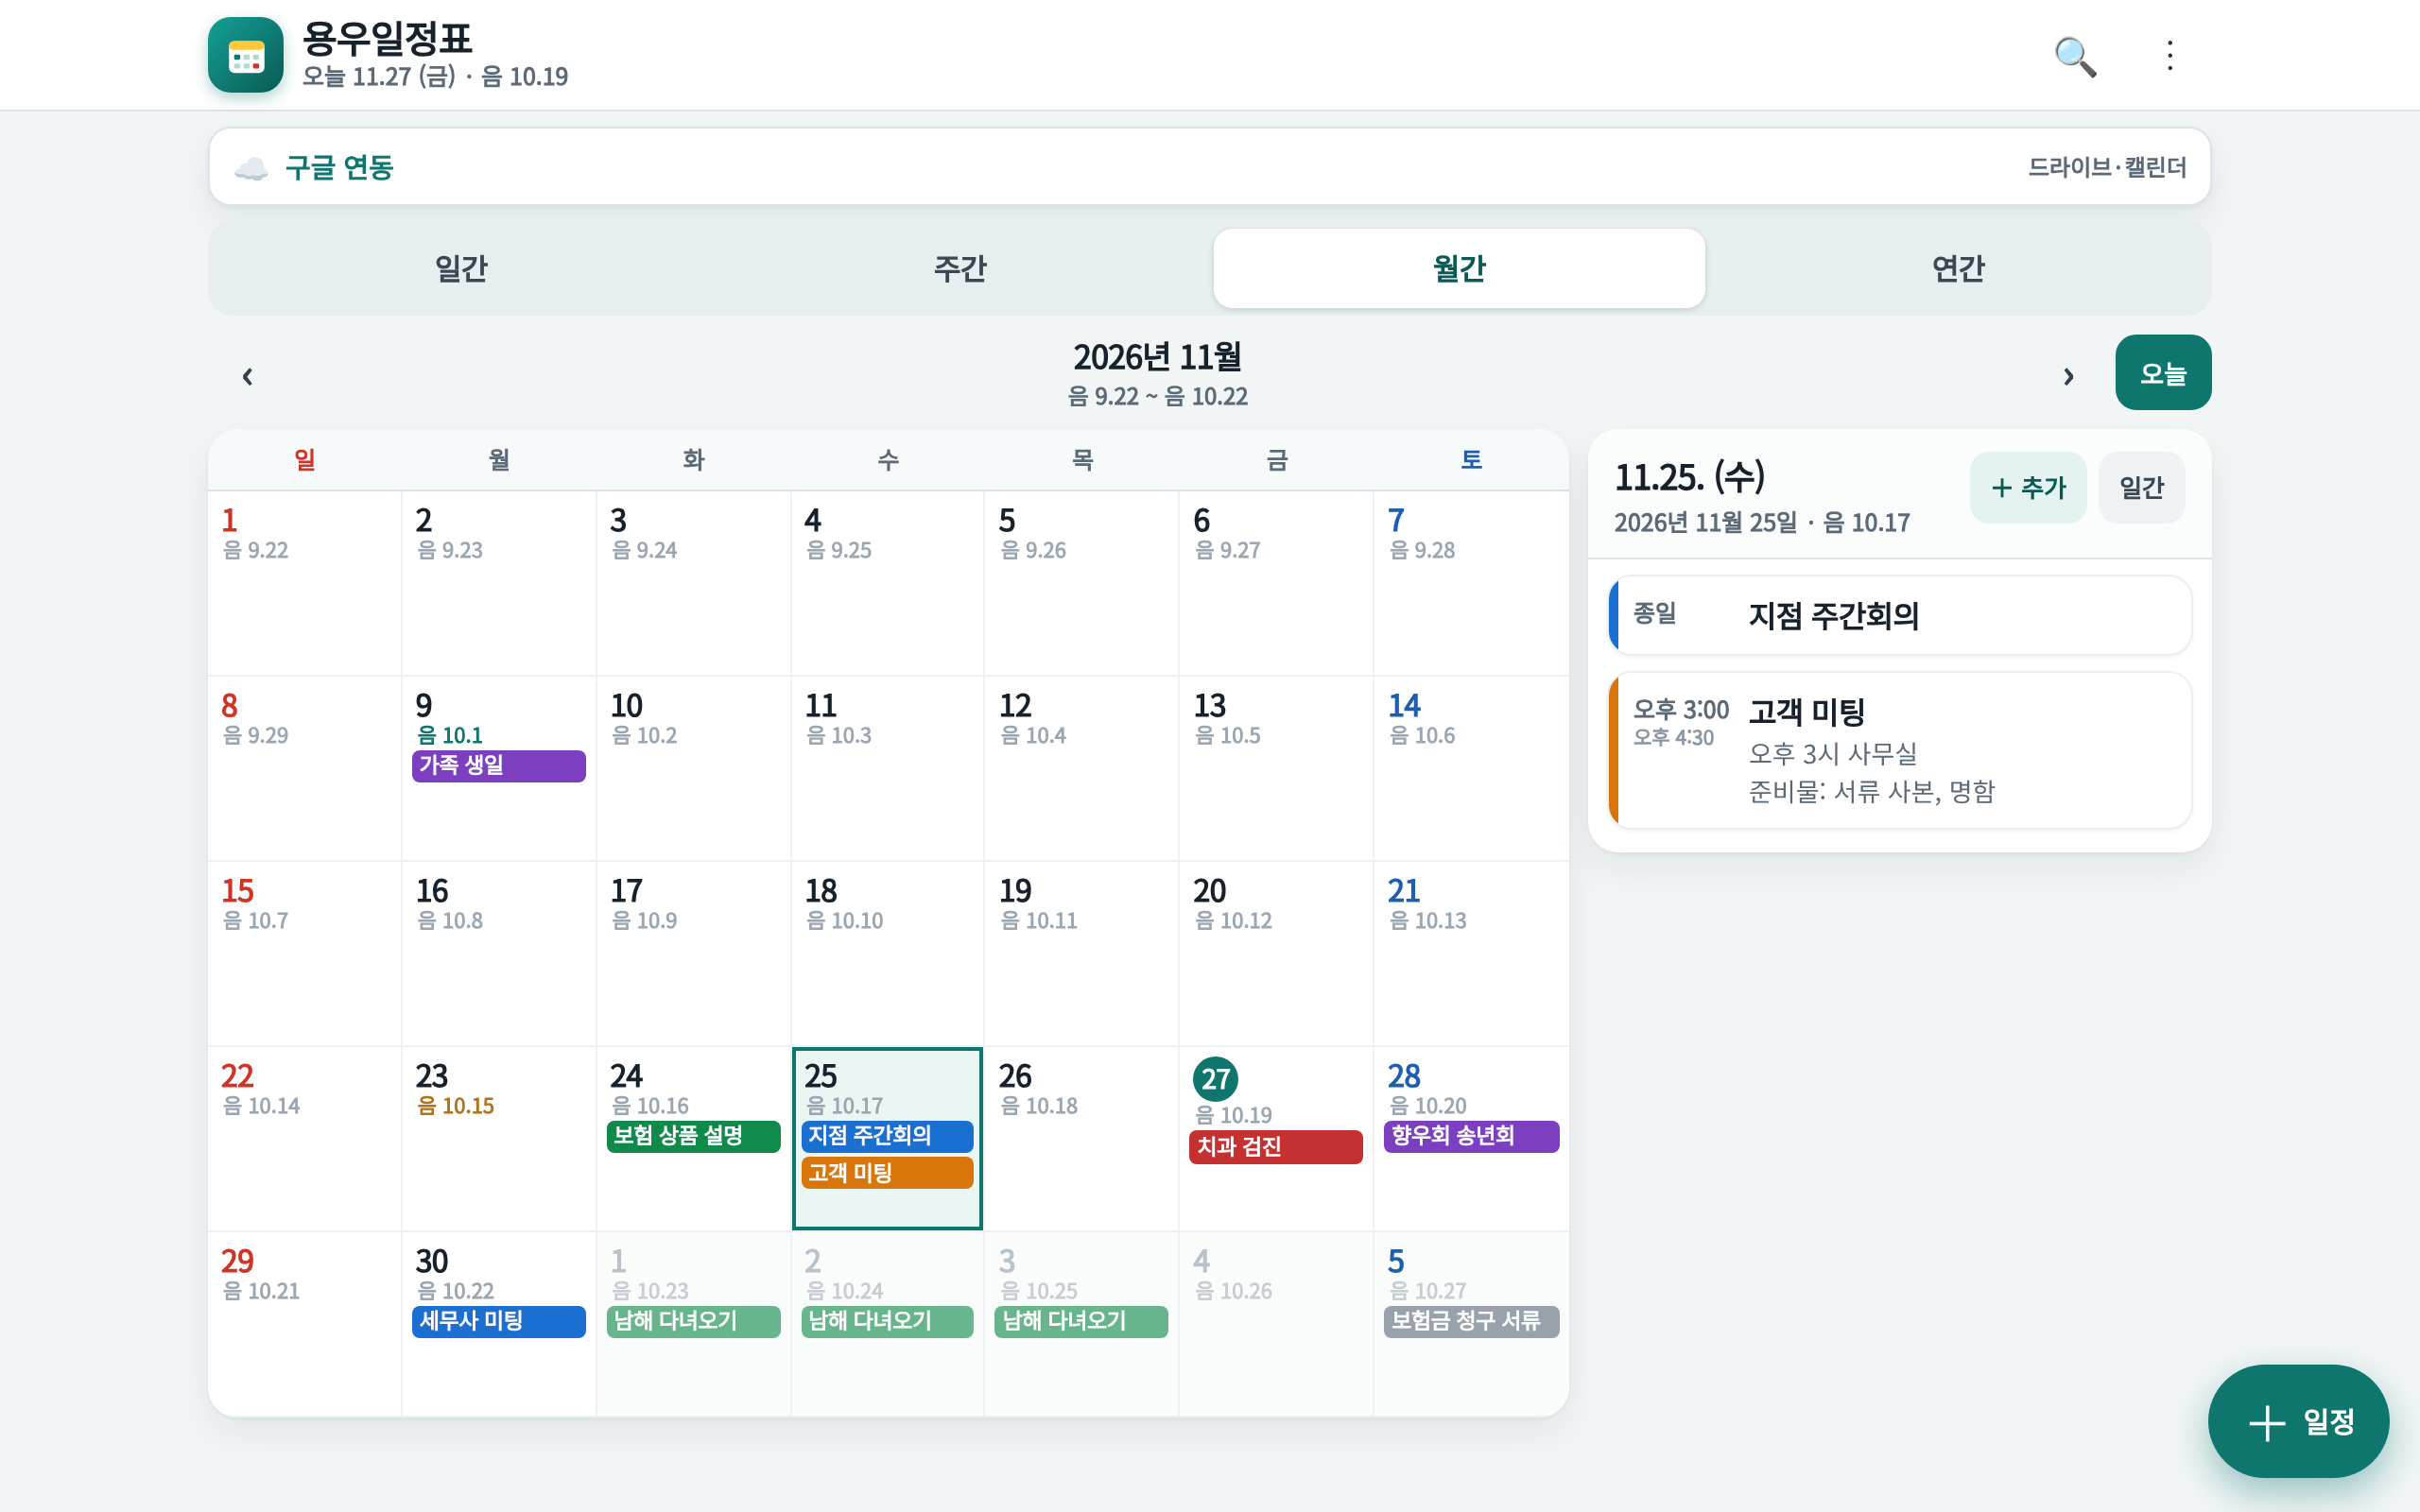 용우일정표
오늘 11.27 (금) · 음 10.19
구글 연동
드라이브·캘린더
일간 주간 월간 연간
‹ 2026년 11월 › 오늘
음 9.22 ~ 음 10.22
일 월 화 수 목 금 토
1 2 3 4 5 6 7
음 9.22 음 9.23 음 9.24 음 9.25 음 9.26 음 9.27 음 9.28
8 9 10 11 12 13 14
음 9.29 음 10.1 음 10.2 음 10.3 음 10.4 음 10.5 음 10.6
가족 생일
15 16 17 18 19 20 21
음 10.7 음 10.8 음 10.9 음 10.10 음 10.11 음 10.12 음 10.13
22 23 24 25 26 27 28
음 10.14 음 10.15 음 10.16 음 10.17 음 10.18 음 10.19 음 10.20
보험 상품 설명 지점 주간회의 치과 검진 향우회 송년회
고객 미팅
29 30 1 2 3 4 5
음 10.21 음 10.22 음 10.23 음 10.24 음 10.25 음 10.26 음 10.27
세무사 미팅 남해 다녀오기 남해 다녀오기 남해 다녀오기 보험금 청구 서류
11.25. (수)
2026년 11월 25일 · 음 10.17
+ 추가 일간
종일 지점 주간회의
오후 3:00 고객 미팅
오후 4:30
오후 3시 사무실
준비물: 서류 사본, 명함
+ 일정